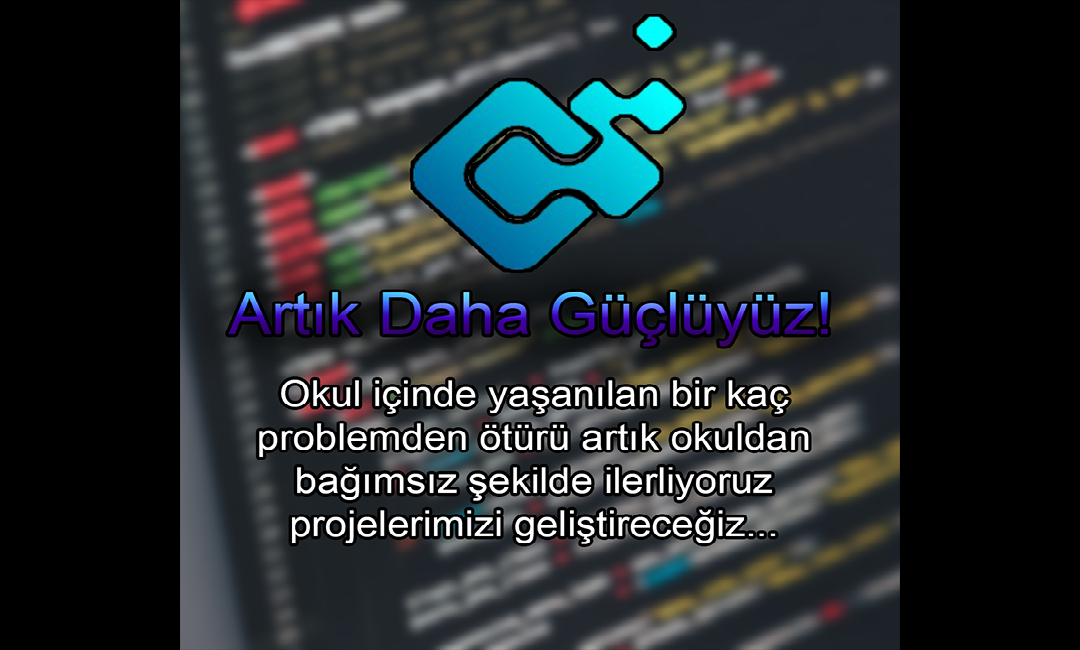 Artık Daha Güçlüyüz!
Okul içinde yaşanılan bir kaç
problemden ötürü artık okuldan
bağımsız şekilde ilerliyoruz
projelerimizi geliştireceğiz...